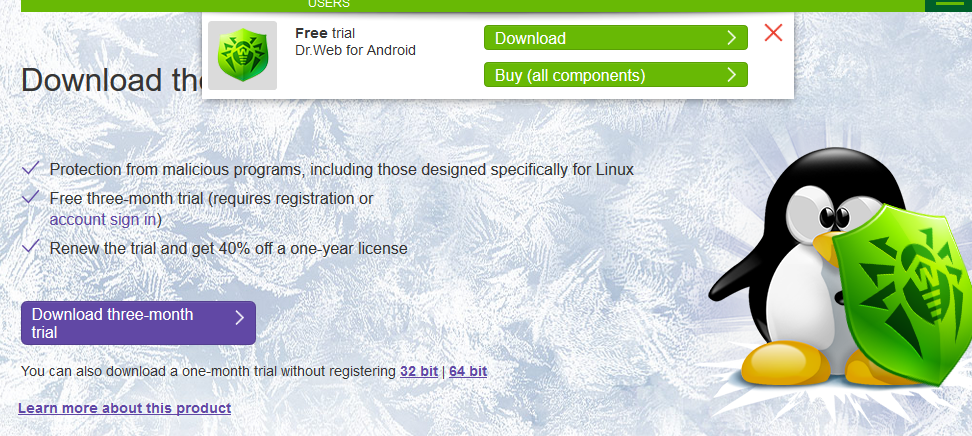 USERS
Free trial
Dr.Web for Android
Download
Buy (all components)
Download the
Protection from malicious programs, including those designed specifically for Linux
Free three-month trial (requires registration or
account sign in)
Renew the trial and get 40% off a one-year license
Download three-month
trial
You can also download a one-month trial without registering 32 bit | 64 bit
Learn more about this product